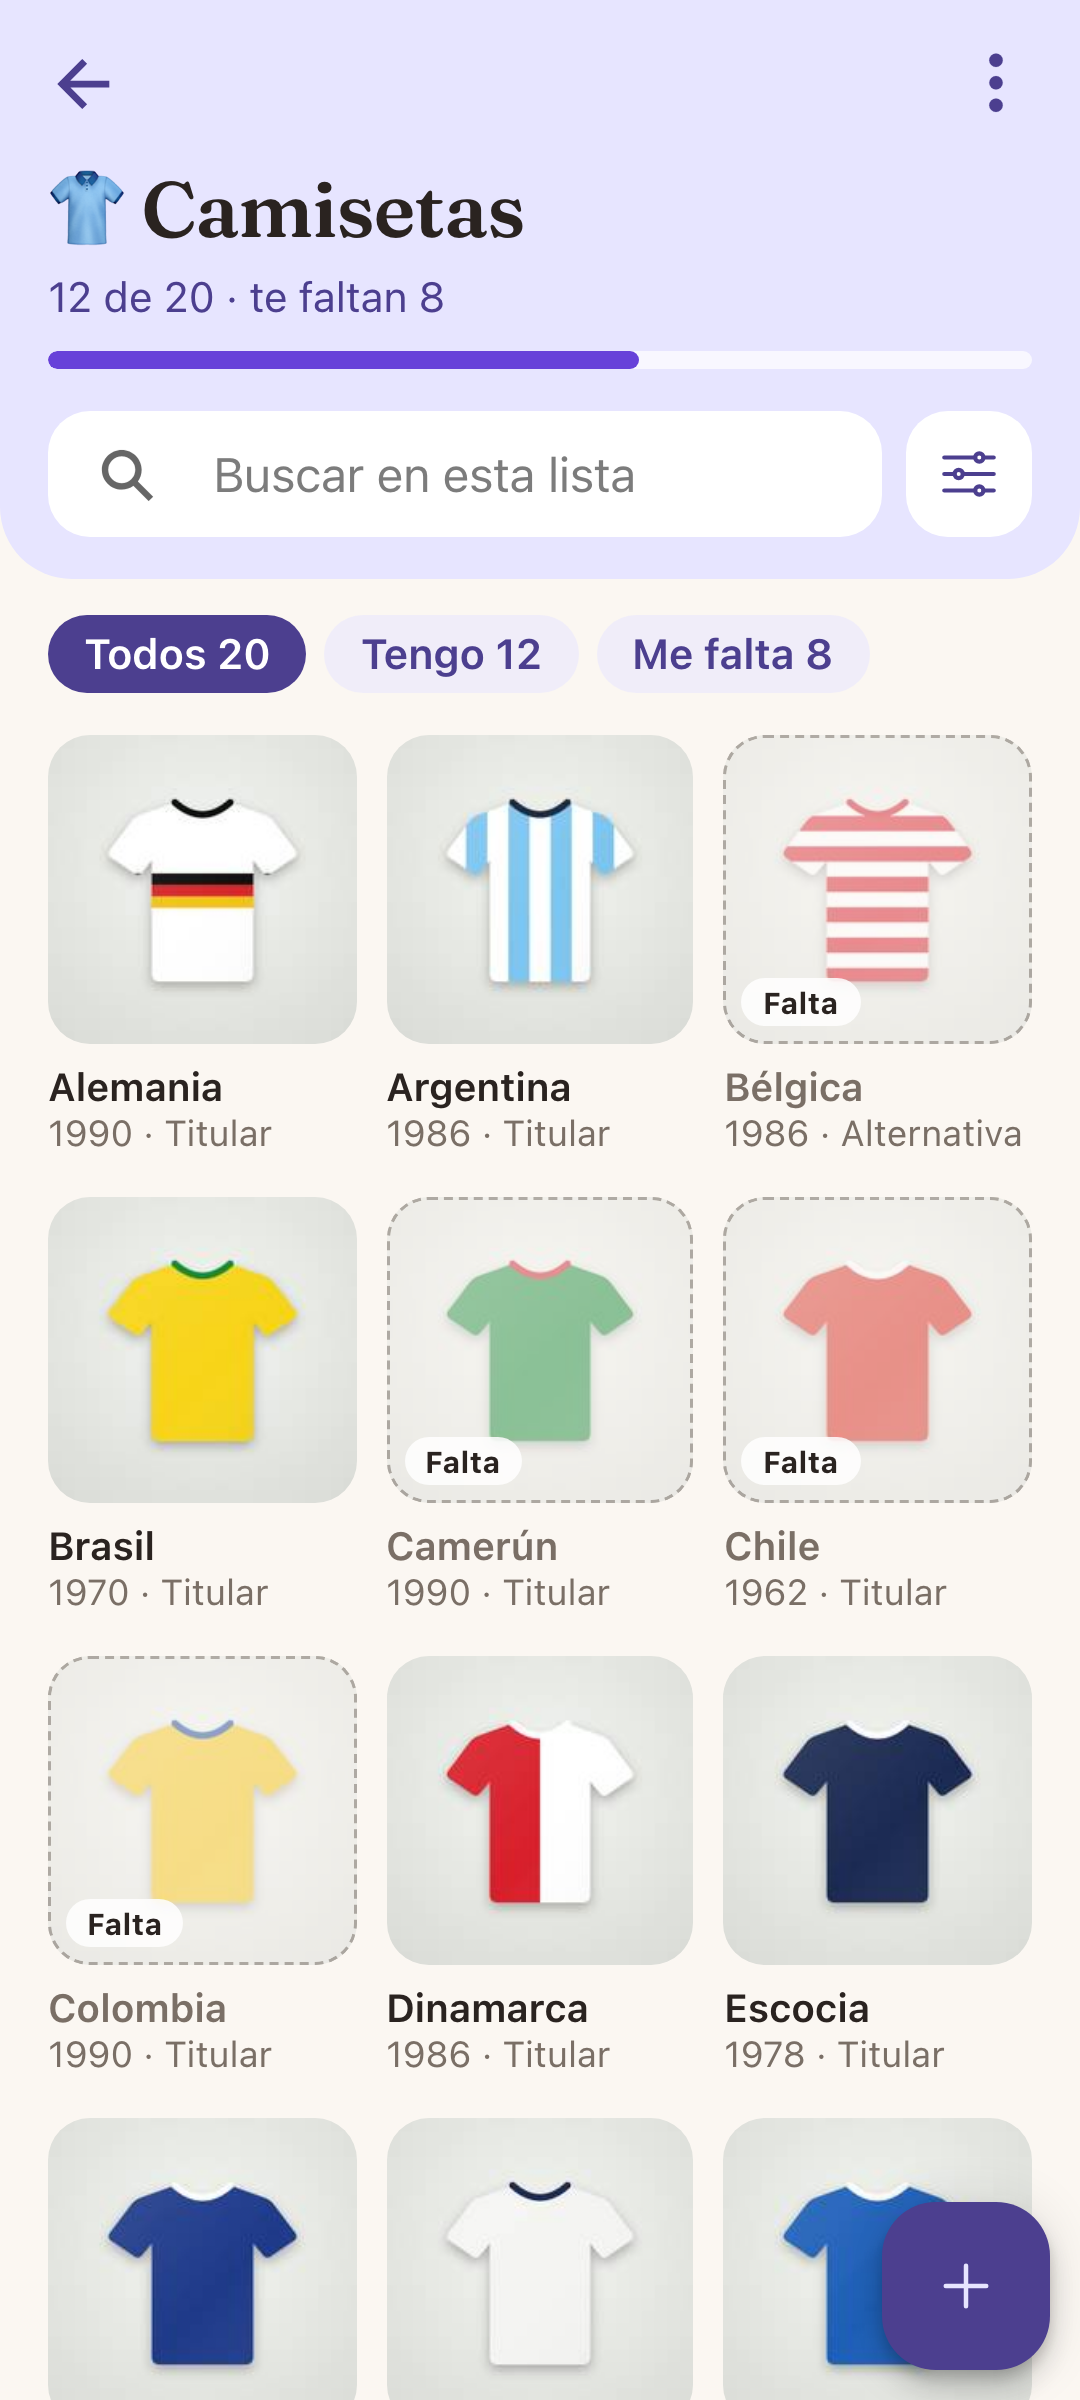 Camisetas
12 de 20 · te faltan 8
Buscar en esta lista
Todos 20
Tengo 12
Me falta 8
Falta
Alemania
1990 · Titular
Argentina
1986 · Titular
Bélgica
1986 · Alternativa
Falta
Falta
Brasil
1970 · Titular
Camerún
1990 · Titular
Chile
1962 · Titular
Falta
Colombia
1990 · Titular
Dinamarca
1986 · Titular
Escocia
1978 · Titular